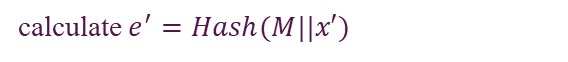 calculate e′ = Hash(M||x′)